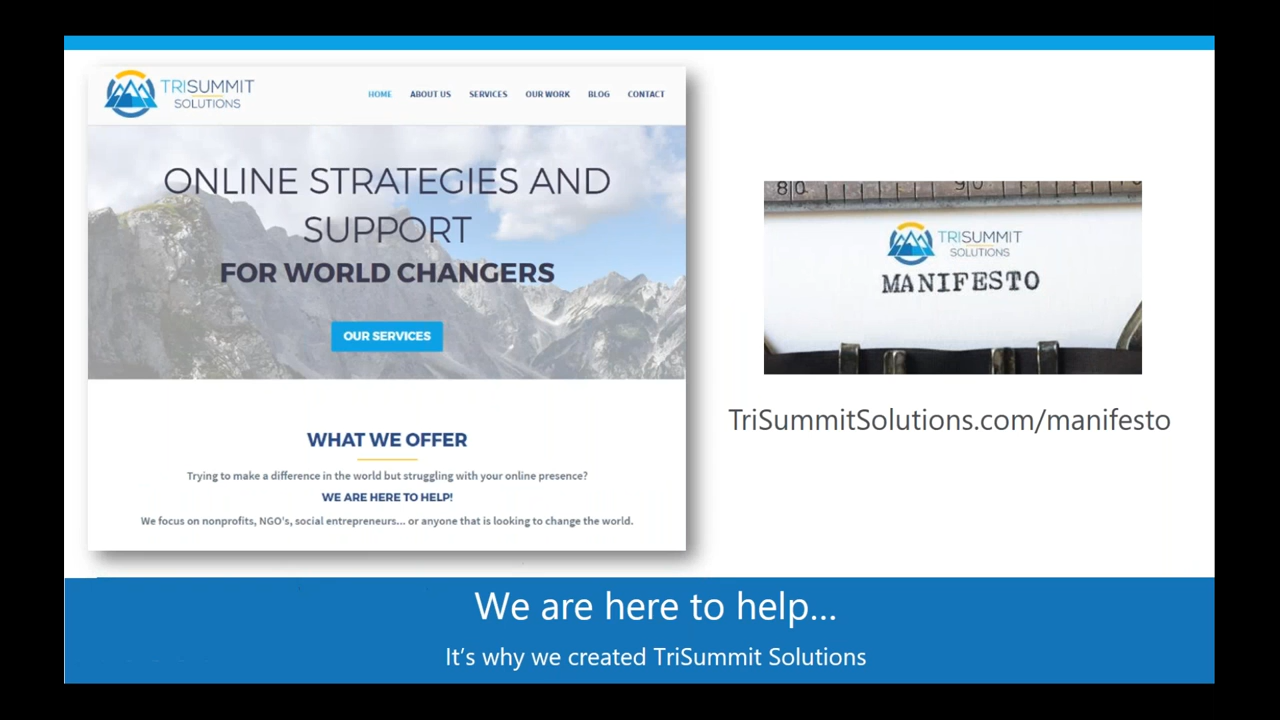 TRISUMMIT
SOLUTIONS
HOME ABOUT US SERVICES OUR WORK BLOG CONTACT
ONLINE STRATEGIES AND
SUPPORT
FOR WORLD CHANGERS
OUR SERVICES
WHAT WE OFFER
Trying to make a difference in the world but struggling with your online presence?
WE ARE HERE TO HELP!
We focus on nonprofits, NGO's, social entrepreneurs... or anyone that is looking to change the world.
80 90
TRISUMMIT
SOLUTIONS
MANIFESTO
TriSummitSolutions.com/manifesto
We are here to help...
It's why we created TriSummit Solutions